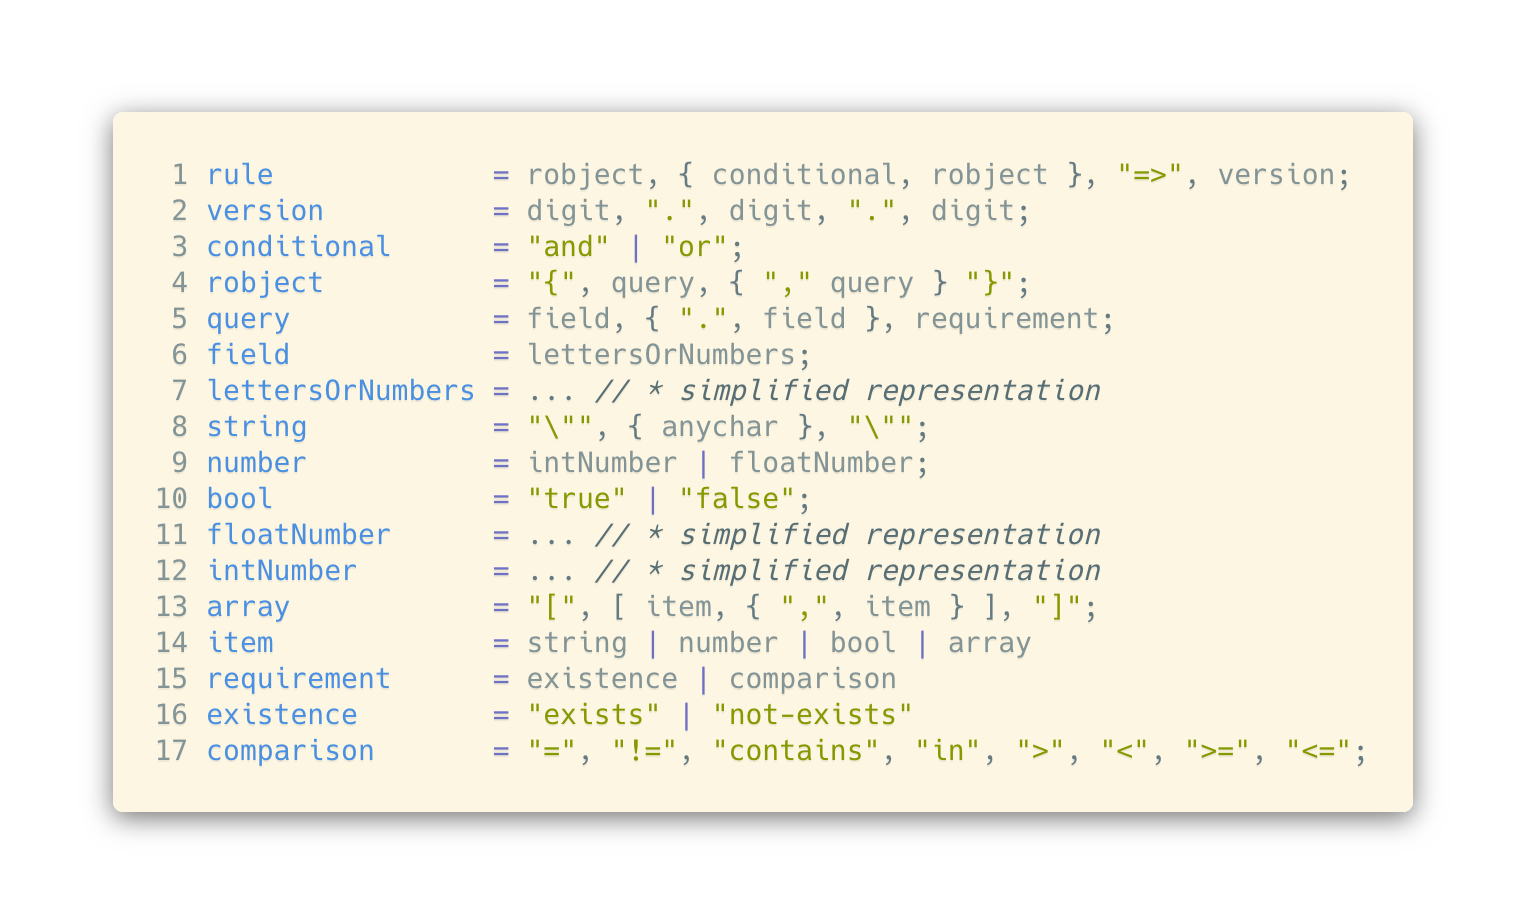 1 rule             = robject, { conditional, robject }, "=>", version;
2 version          = digit, ".", digit, ".", digit;
3 conditional      = "and" | "or";
4 robject          = "{", query, { "," query } "}";
5 query            = field, { ".", field }, requirement;
6 field            = lettersOrNumbers;
7 lettersOrNumbers = ... // * simplified representation
8 string           = "\"", { anychar }, "\"";
9 number           = intNumber | floatNumber;
10 bool             = "true" | "false";
11 floatNumber      = ... // * simplified representation
12 intNumber        = ... // * simplified representation
13 array            = "[", [ item, { ",", item } ], "]";
14 item             = string | number | bool | array
15 requirement      = existence | comparison
16 existence        = "exists" | "not-exists"
17 comparison       = "=", "!=", "contains", "in", ">", "<", ">=", "<=";